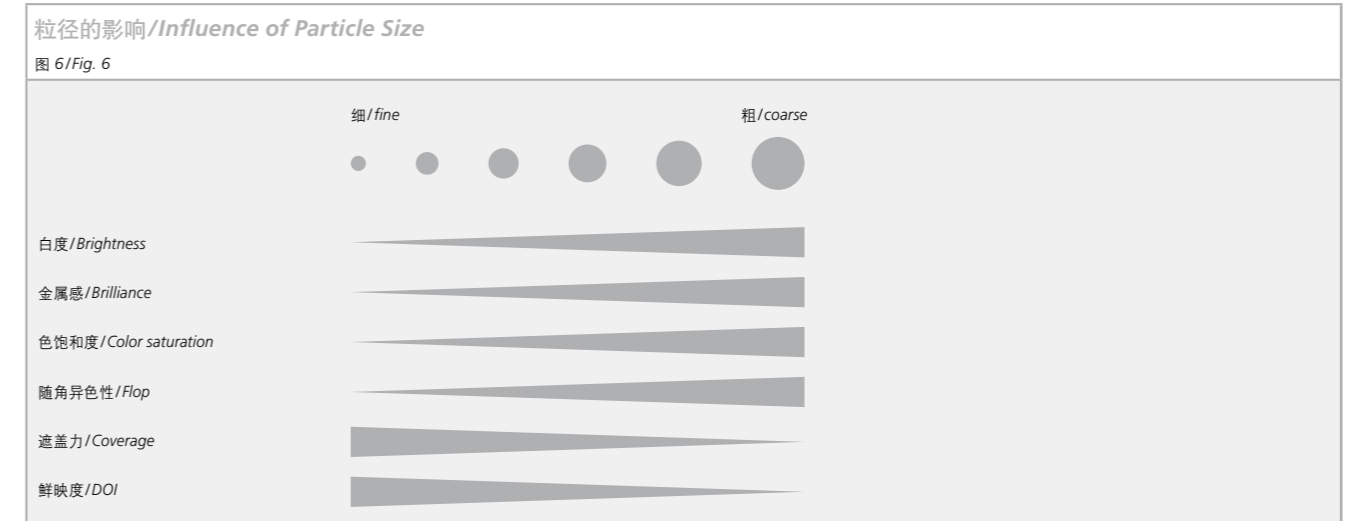 粒径的影响/Influence of Particle Size
图 6/Fig. 6
细/fine 粗/coarse
白度/Brightness
金属感/Brilliance
色饱和度/Color saturation
随角异色性/Flop
遮盖力/Coverage
鲜映度/DOI